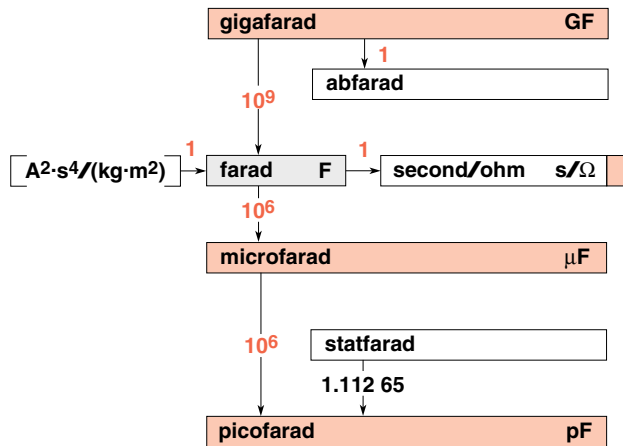 gigafarad GF
1
abfarad
10⁹
A²·s⁴/(kg·m²) 1 farad F 1 second/ohm s/Ω
10⁶
microfarad µF
10⁶
statfarad
1.112 65
picofarad pF